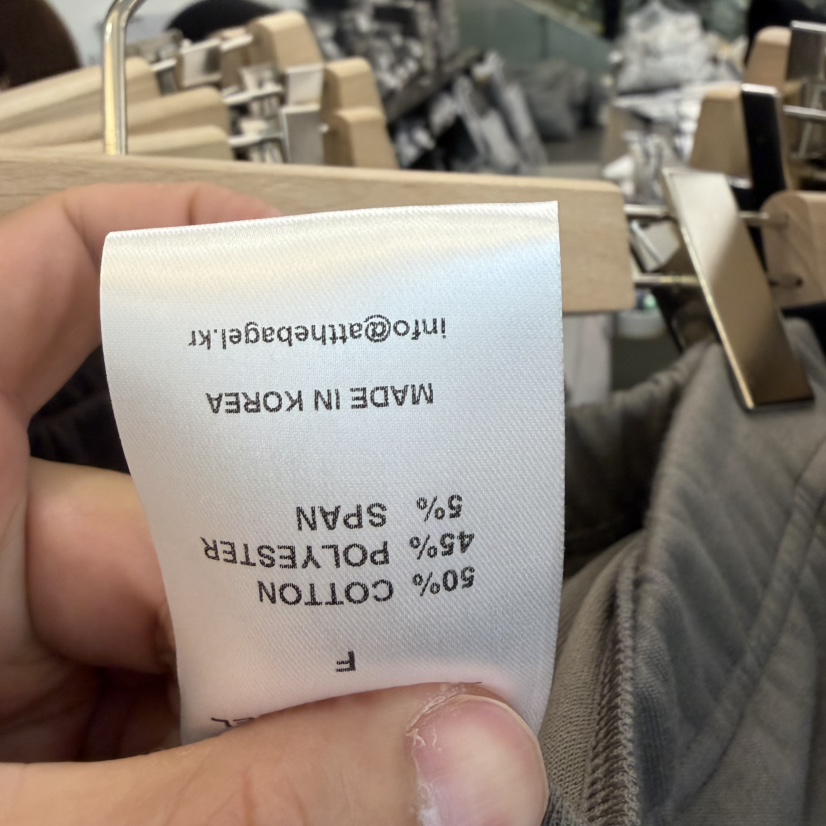 F
50% COTTON
45% POLYESTER
5% SPAN
MADE IN KOREA
info@atthebagel.kr